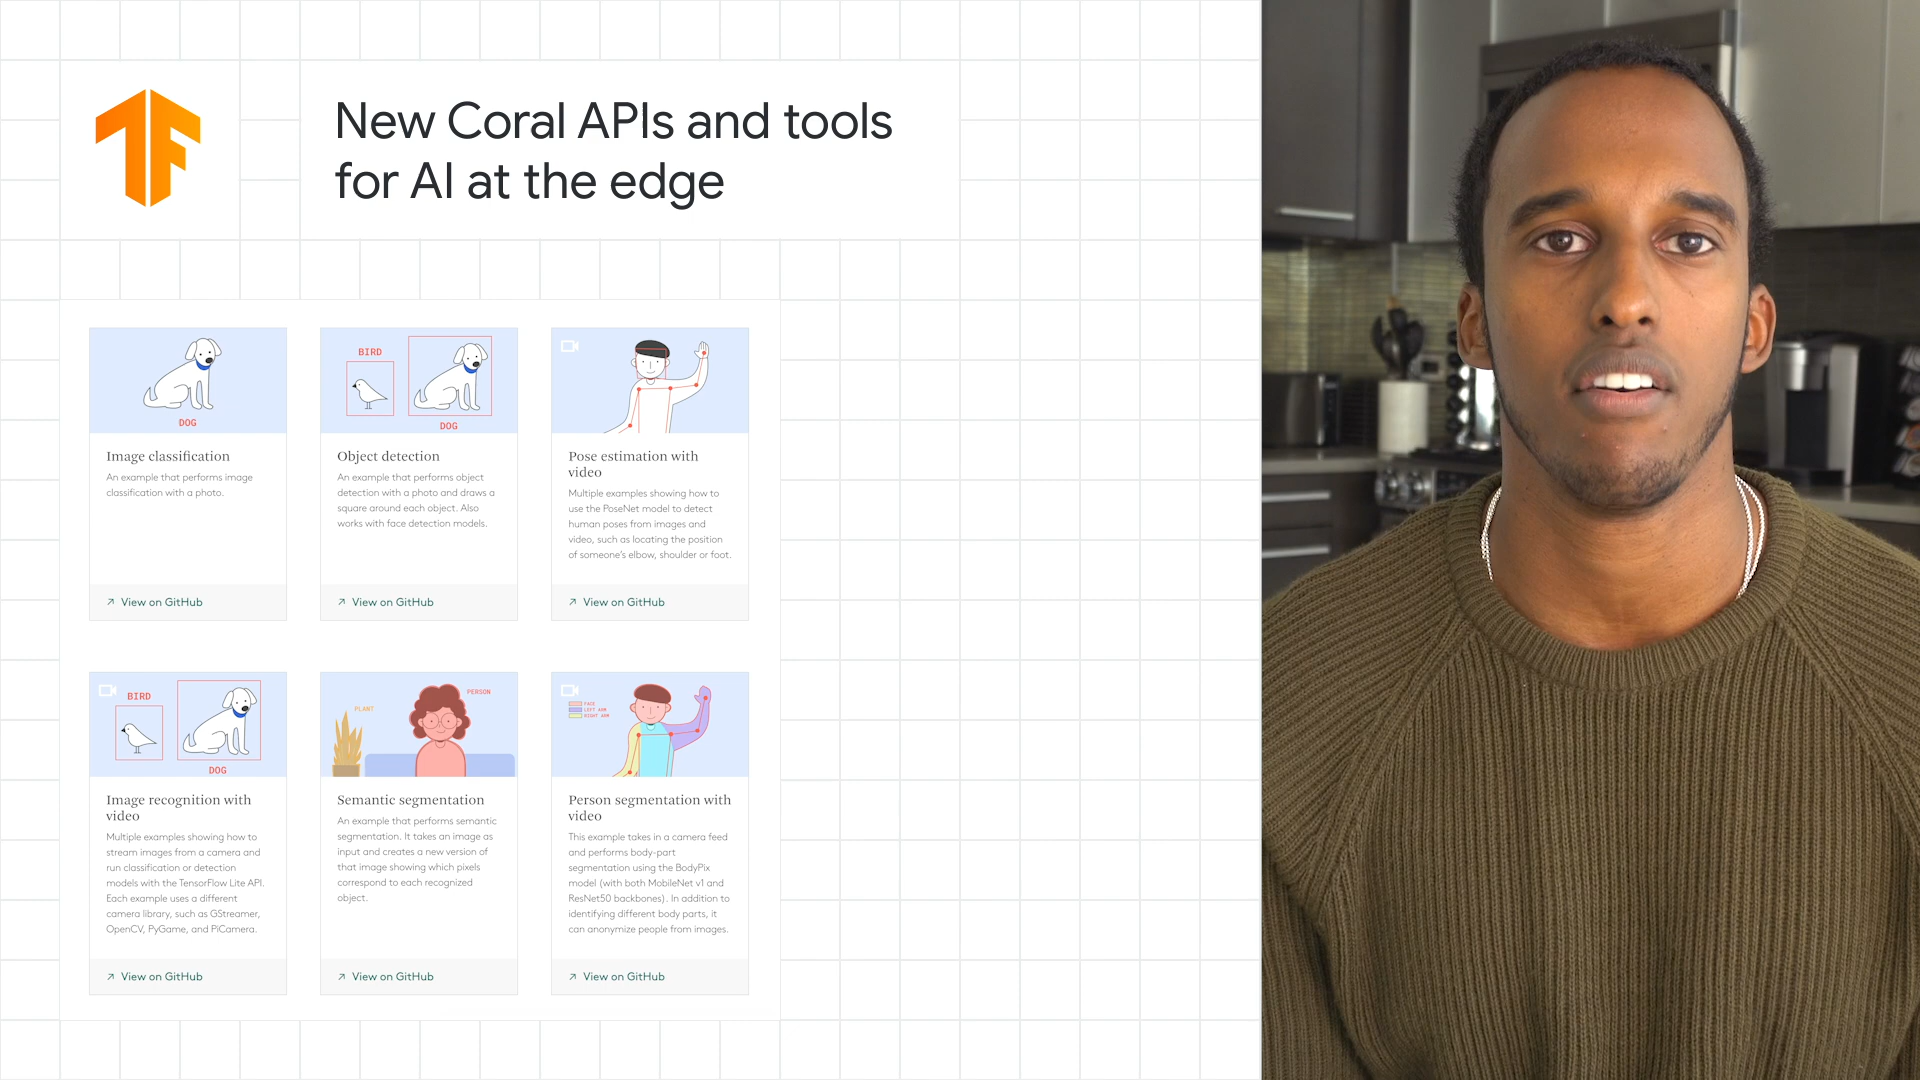 New Coral APIs and tools
for AI at the edge
DOG
Image classification
An example that performs image
classification with a photo.
View on GitHub
BIRD
DOG
Object detection
An example that performs object
detection with a photo and draws a
square around each object. Also
works with face detection models.
View on GitHub
Pose estimation with
video
Multiple examples showing how to
use the PoseNet model to detect
human poses from images and
video, such as locating the position
of someone's elbow, shoulder or foot.
View on GitHub
BIRD
DOG
Image recognition with
video
Multiple examples showing how to
stream images from a camera and
run classification or detection
models with the TensorFlow Lite API.
Each example uses a different
camera library, such as GStreamer,
OpenCV, PyGame, and PiCamera.
View on GitHub
PERSON
PLANT
Semantic segmentation
An example that performs semantic
segmentation. It takes an image as
input and creates a new version of
that image showing which pixels
correspond to each recognized
object.
View on GitHub
FACE
LEFT ARM
RIGHT ARM
Person segmentation with
video
This example takes in a camera feed
and performs body-part
segmentation using the BodyPix
model (with both MobileNet v1 and
ResNet50 backbones). In addition to
identifying different body parts, it
can anonymize people from images.
View on GitHub